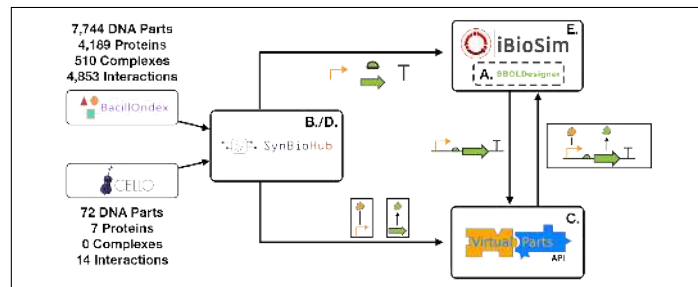 7,744 DNA Parts
4,189 Proteins
510 Complexes
4,853 Interactions
BacillOndex
CELLO
72 DNA Parts
7 Proteins
0 Complexes
14 Interactions
B./D.
SynBioHub
E.
iBioSim
A. SBOLDesigner
C.
Virtual Parts
API